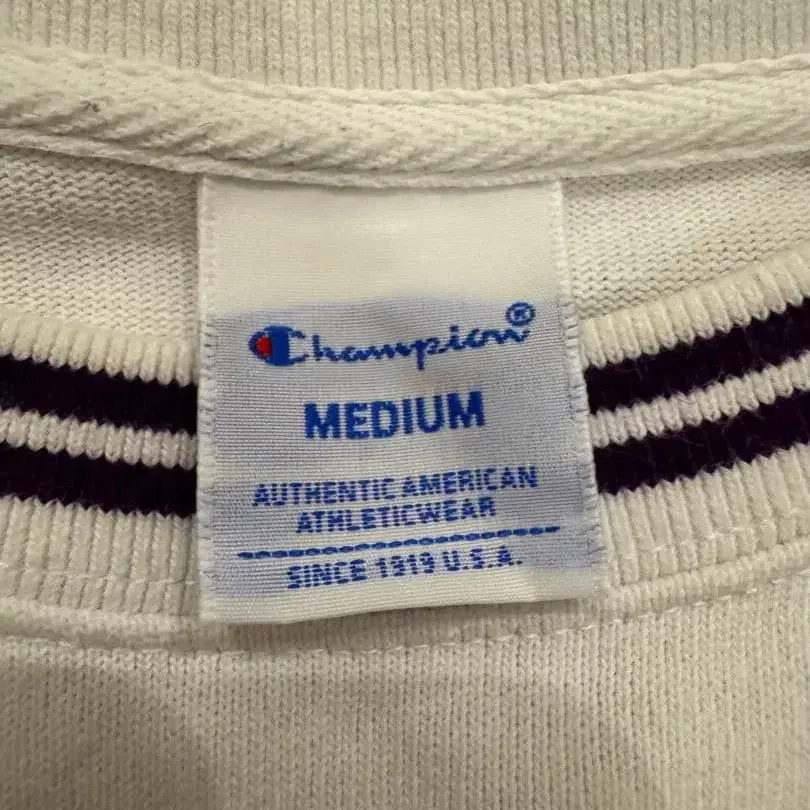 Champion®
MEDIUM
AUTHENTIC AMERICAN
ATHLETICWEAR
SINCE 1919 U.S.A.